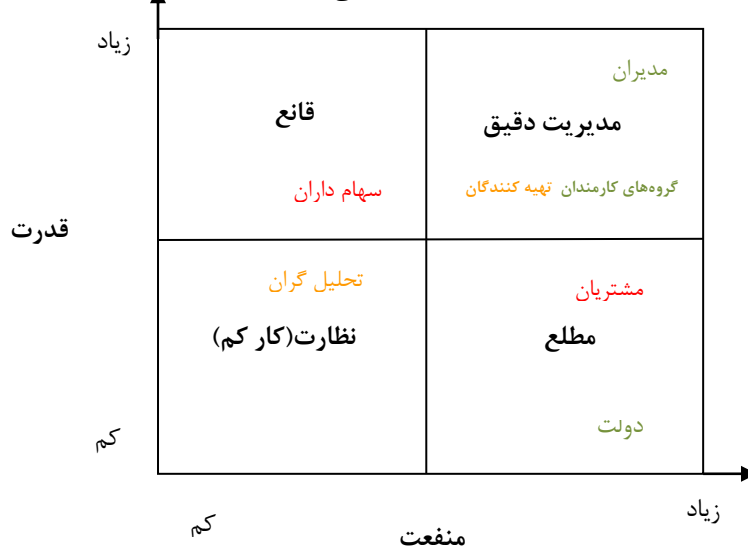 زیاد
مدیران
قانع
مدیریت دقیق
سهام داران
گروه‌های کارمندان تهیه کنندگان
قدرت
تحلیل گران
مشتریان
نظارت(کار کم)
مطلع
دولت
کم
زیاد
کم
منفعت